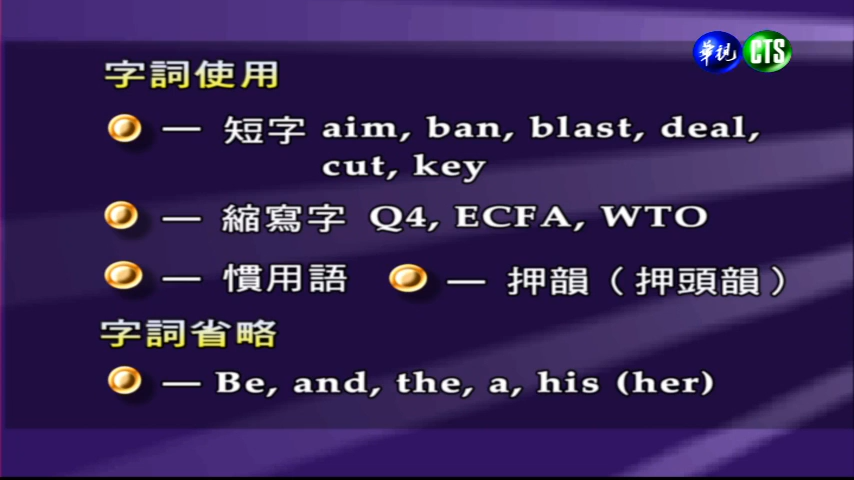 華視 CTS
字詞使用
— 短字 aim, ban, blast, deal,
cut, key
— 縮寫字 Q4, ECFA, WTO
— 慣用語 — 押韻（押頭韻）
字詞省略
— Be, and, the, a, his (her)